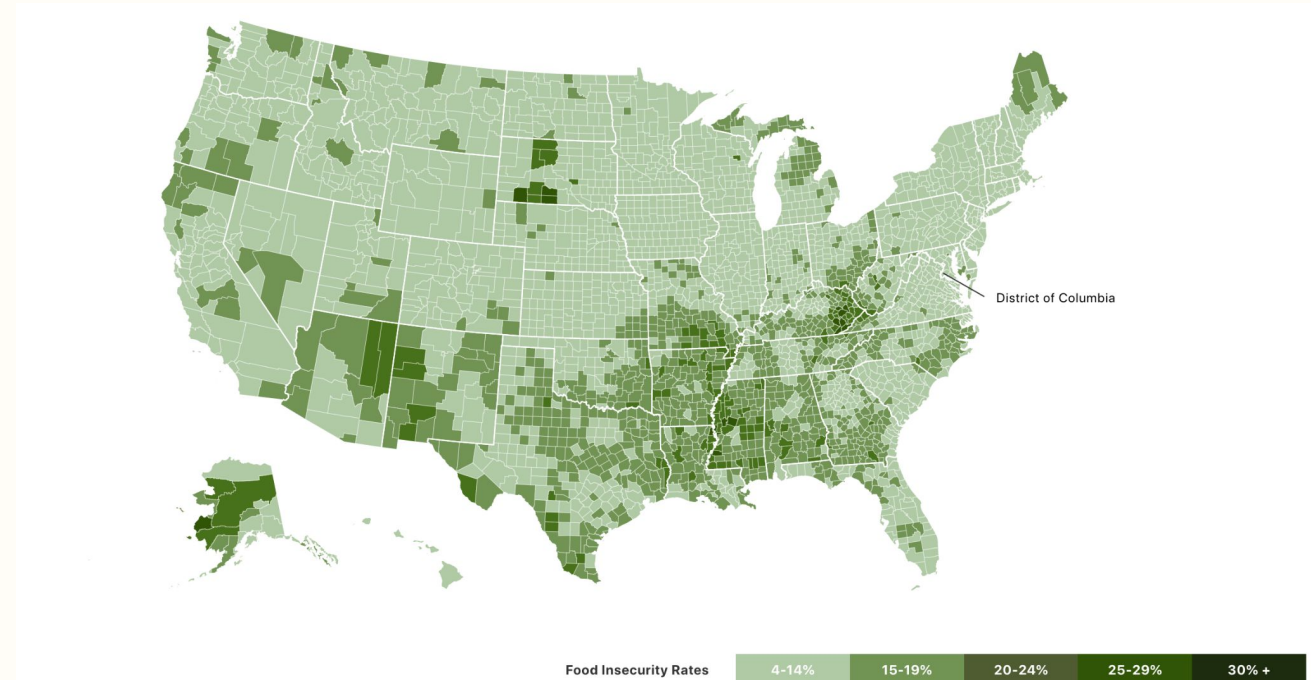 District of Columbia
Food Insecurity Rates 4-14% 15-19% 20-24% 25-29% 30% +